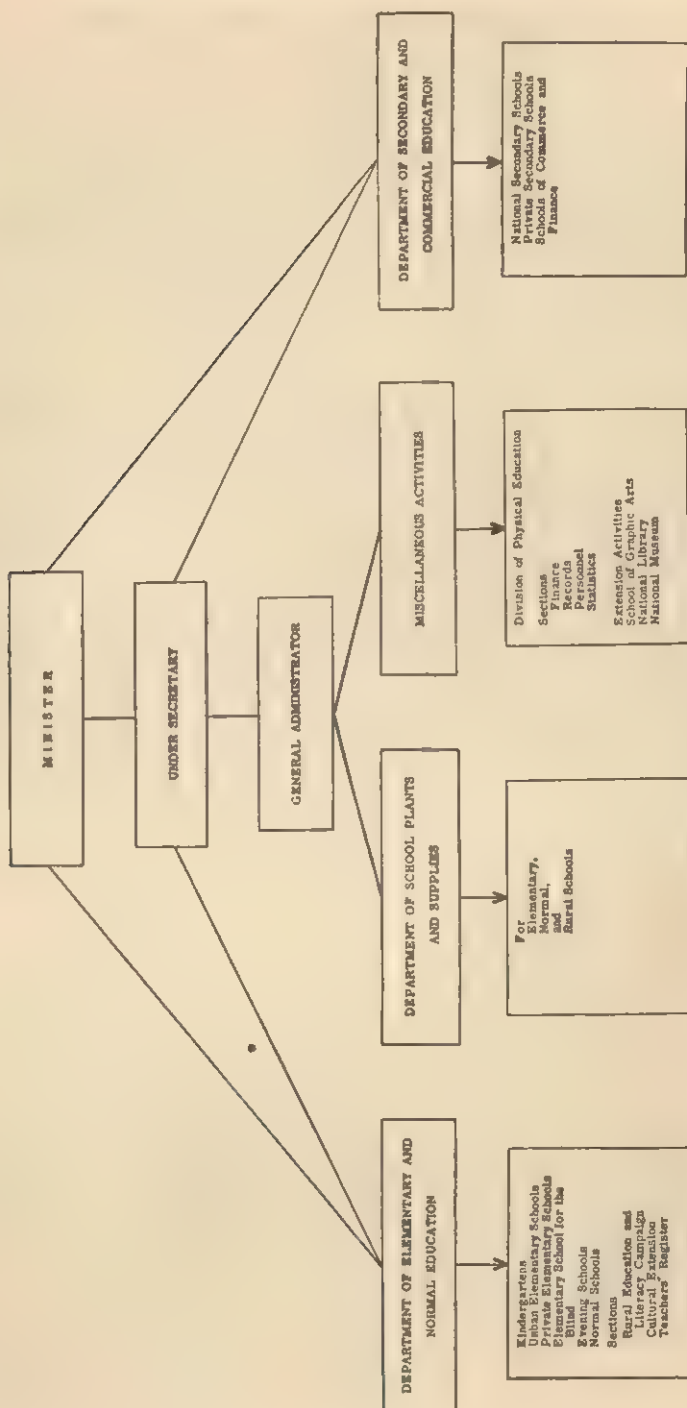 MINISTER
UNDER SECRETARY
GENERAL ADMINISTRATOR
DEPARTMENT OF ELEMENTARY AND
NORMAL EDUCATION
DEPARTMENT OF SCHOOL PLANTS
AND SUPPLIES
MISCELLANEOUS ACTIVITIES
DEPARTMENT OF SECONDARY AND
COMMERCIAL EDUCATION
Kindergartens
Urban Elementary Schools
Private Elementary Schools
Elementary School for the
Blind
Evening Schools
Normal Schools
Sections
Rural Education and
Literacy Campaign
Cultural Extension
Teachers' Register
For
Elementary,
Normal,
and
Rural Schools
Division of Physical Education
Sections
Finance
Records
Personnel
Statistics
Extension Activities
School of Graphic Arts
National Library
National Museum
National Secondary Schools
Private Secondary Schools
Schools of Commerce and
Finance